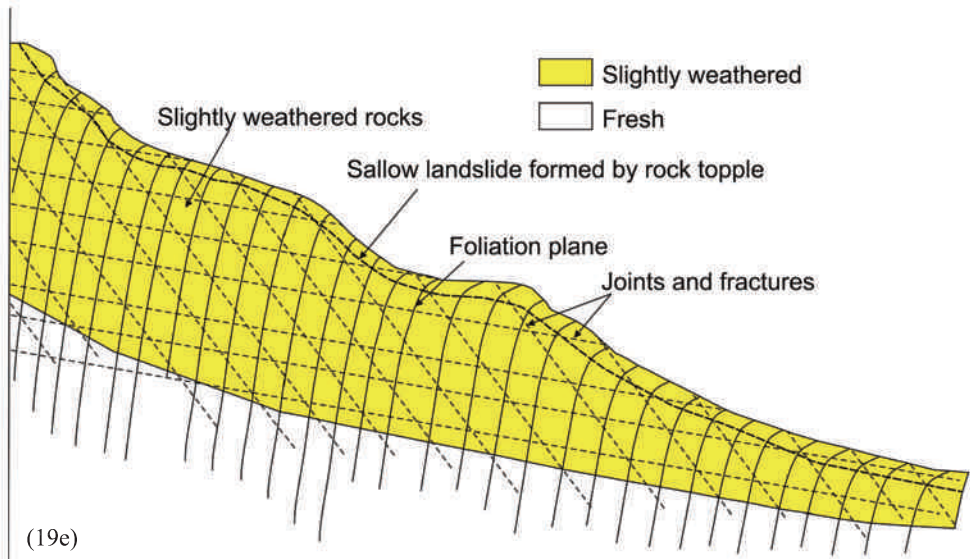 Slightly weathered
Fresh
Slightly weathered rocks
Sallow landslide formed by rock topple
Foliation plane
Joints and fractures
(19e)